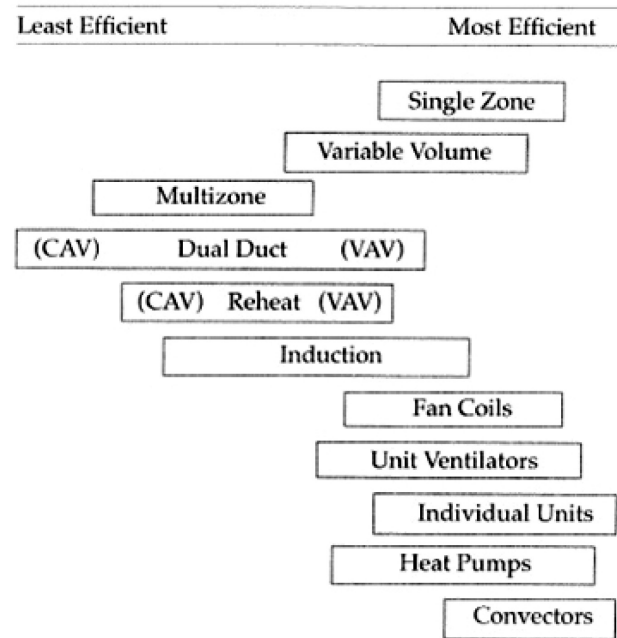 Least Efficient Most Efficient
Single Zone
Variable Volume
Multizone
(CAV) Dual Duct (VAV)
(CAV) Reheat (VAV)
Induction
Fan Coils
Unit Ventilators
Individual Units
Heat Pumps
Convectors